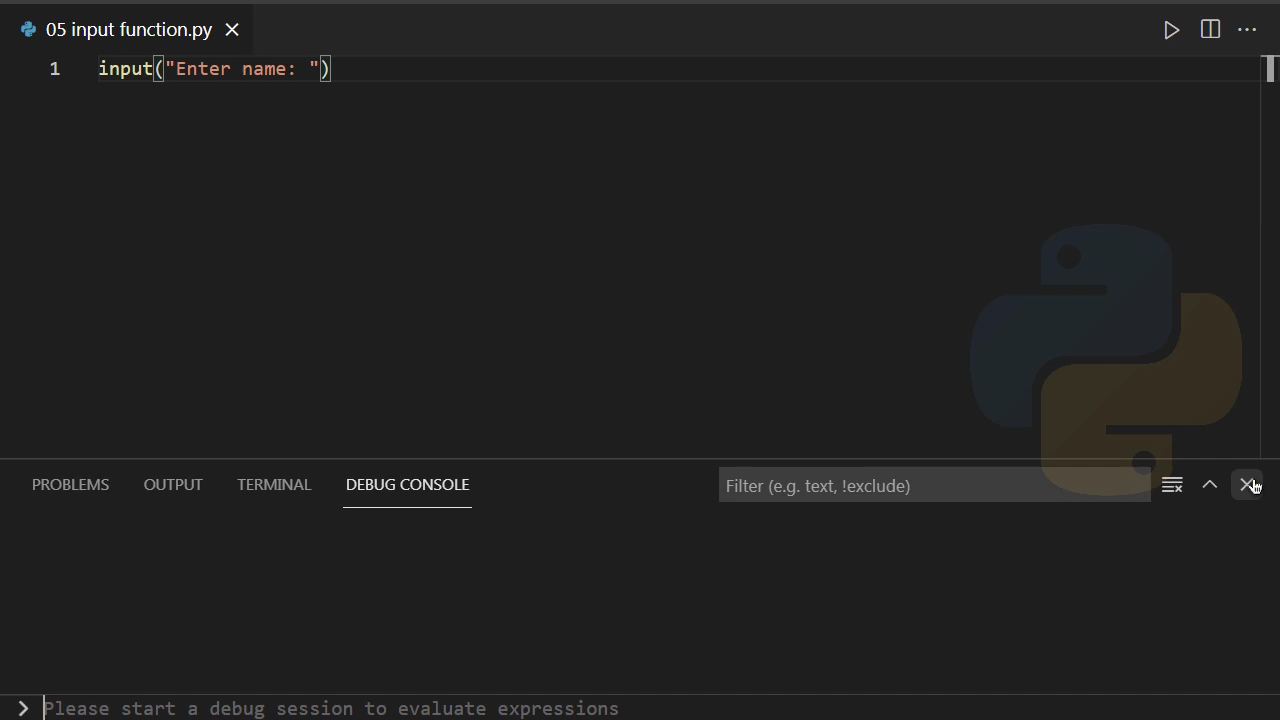 05 input function.py
1 input("Enter name: ")
PROBLEMS OUTPUT TERMINAL DEBUG CONSOLE Filter (e.g. text, !exclude)
Please start a debug session to evaluate expressions